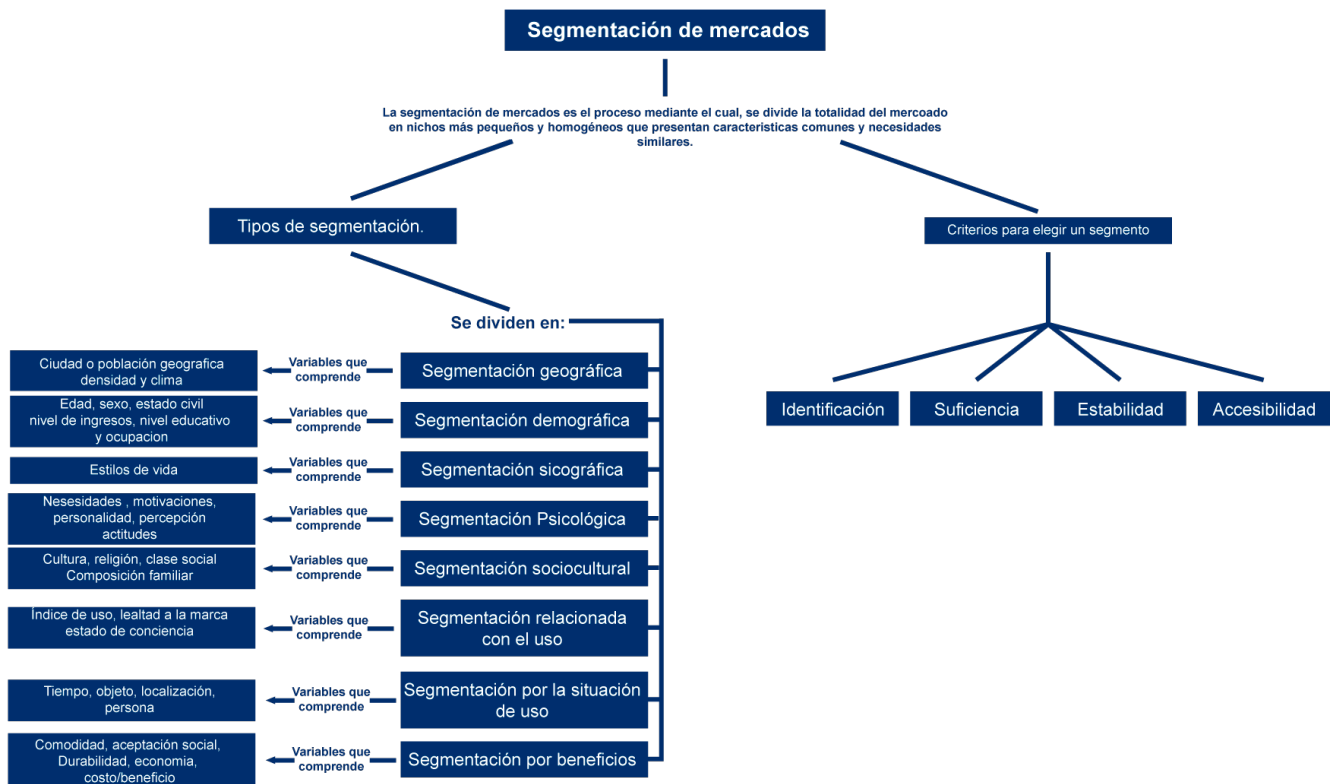 Segmentación de mercados
La segmentación de mercados es el proceso mediante el cual, se divide la totalidad del mercoado
en nichos más pequeños y homogéneos que presentan caracteristicas comunes y necesidades
similares.
Tipos de segmentación.
Criterios para elegir un segmento
Se dividen en:
Ciudad o población geografica
densidad y clima
Variables que
comprende
Segmentación geográfica
Edad, sexo, estado civil
nivel de ingresos, nivel educativo
y ocupacion
Variables que
comprende
Segmentación demográfica
Estilos de vida
Variables que
comprende
Segmentación sicográfica
Nesesidades , motivaciones,
personalidad, percepción
actitudes
Variables que
comprende
Segmentación Psicológica
Cultura, religión, clase social
Composición familiar
Variables que
comprende
Segmentación sociocultural
Índice de uso, lealtad a la marca
estado de conciencia
Variables que
comprende
Segmentación relacionada
con el uso
Tiempo, objeto, localización,
persona
Variables que
comprende
Segmentación por la situación
de uso
Comodidad, aceptación social,
Durabilidad, economia,
costo/beneficio
Variables que
comprende
Segmentación por beneficios
Identificación
Suficiencia
Estabilidad
Accesibilidad